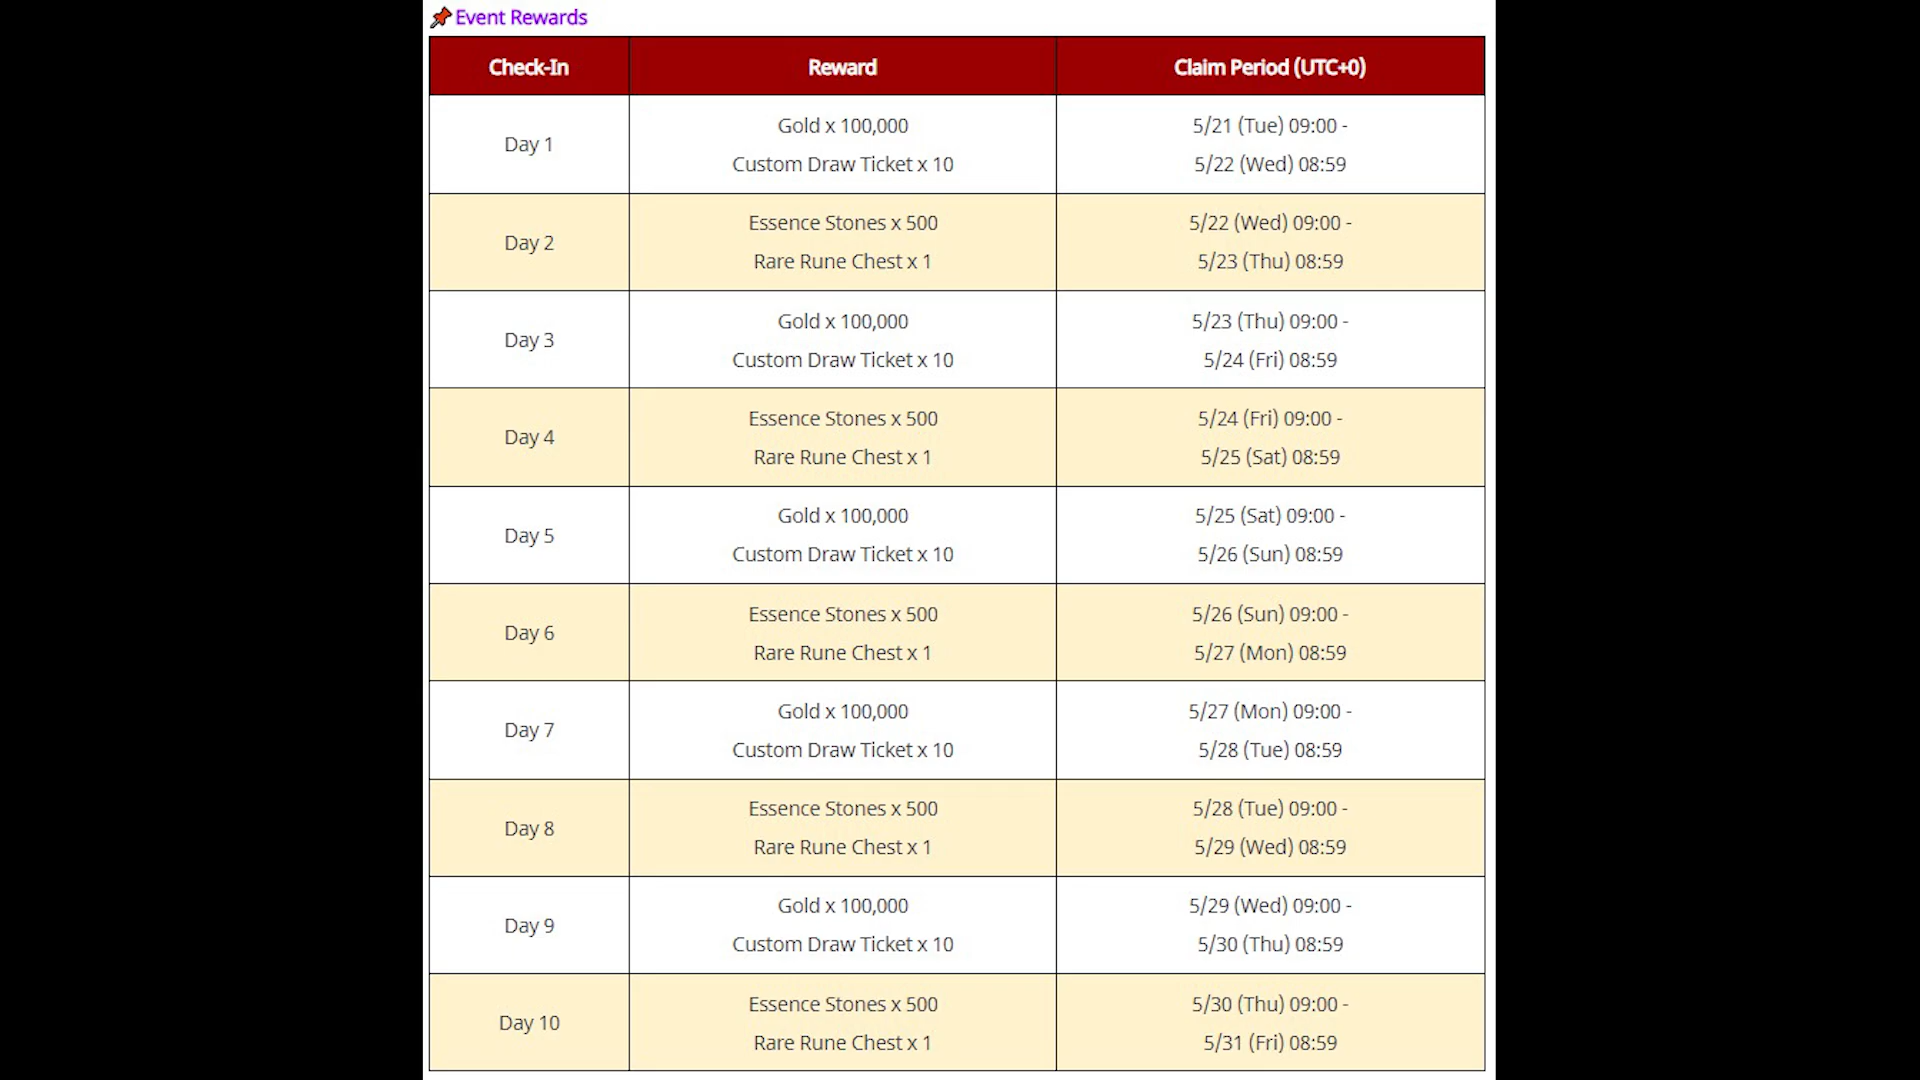 Event Rewards
Check-In Reward Claim Period (UTC+0)
Day 1
Gold x 100,000
Custom Draw Ticket x 10
5/21 (Tue) 09:00 -
5/22 (Wed) 08:59
Day 2
Essence Stones x 500
Rare Rune Chest x 1
5/22 (Wed) 09:00 -
5/23 (Thu) 08:59
Day 3
Gold x 100,000
Custom Draw Ticket x 10
5/23 (Thu) 09:00 -
5/24 (Fri) 08:59
Day 4
Essence Stones x 500
Rare Rune Chest x 1
5/24 (Fri) 09:00 -
5/25 (Sat) 08:59
Day 5
Gold x 100,000
Custom Draw Ticket x 10
5/25 (Sat) 09:00 -
5/26 (Sun) 08:59
Day 6
Essence Stones x 500
Rare Rune Chest x 1
5/26 (Sun) 09:00 -
5/27 (Mon) 08:59
Day 7
Gold x 100,000
Custom Draw Ticket x 10
5/27 (Mon) 09:00 -
5/28 (Tue) 08:59
Day 8
Essence Stones x 500
Rare Rune Chest x 1
5/28 (Tue) 09:00 -
5/29 (Wed) 08:59
Day 9
Gold x 100,000
Custom Draw Ticket x 10
5/29 (Wed) 09:00 -
5/30 (Thu) 08:59
Day 10
Essence Stones x 500
Rare Rune Chest x 1
5/30 (Thu) 09:00 -
5/31 (Fri) 08:59